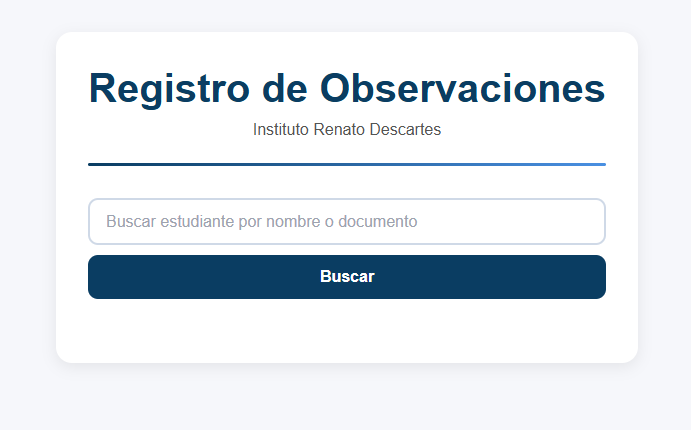 Registro de Observaciones
Instituto Renato Descartes
Buscar estudiante por nombre o documento
Buscar